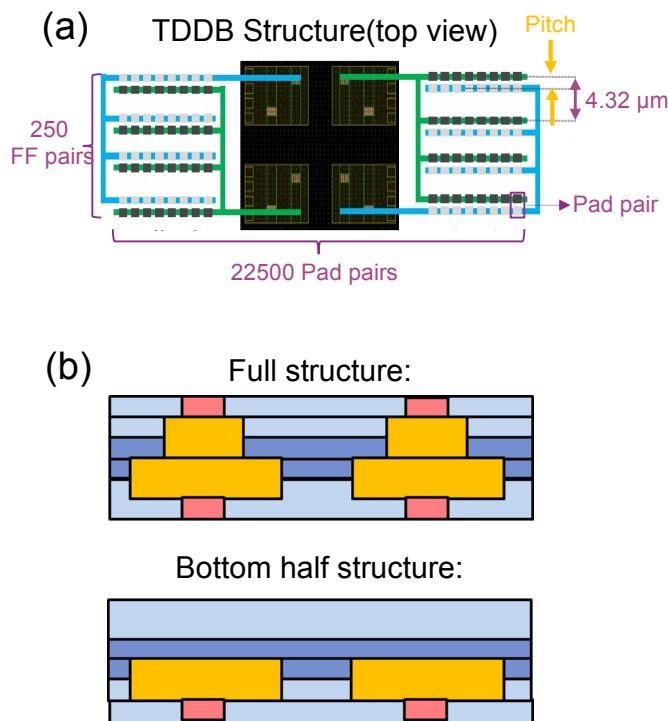 (a)
TDDB Structure(top view)
Pitch
4.32 µm
250
FF pairs
Pad pair
22500 Pad pairs
(b)
Full structure:
Bottom half structure: